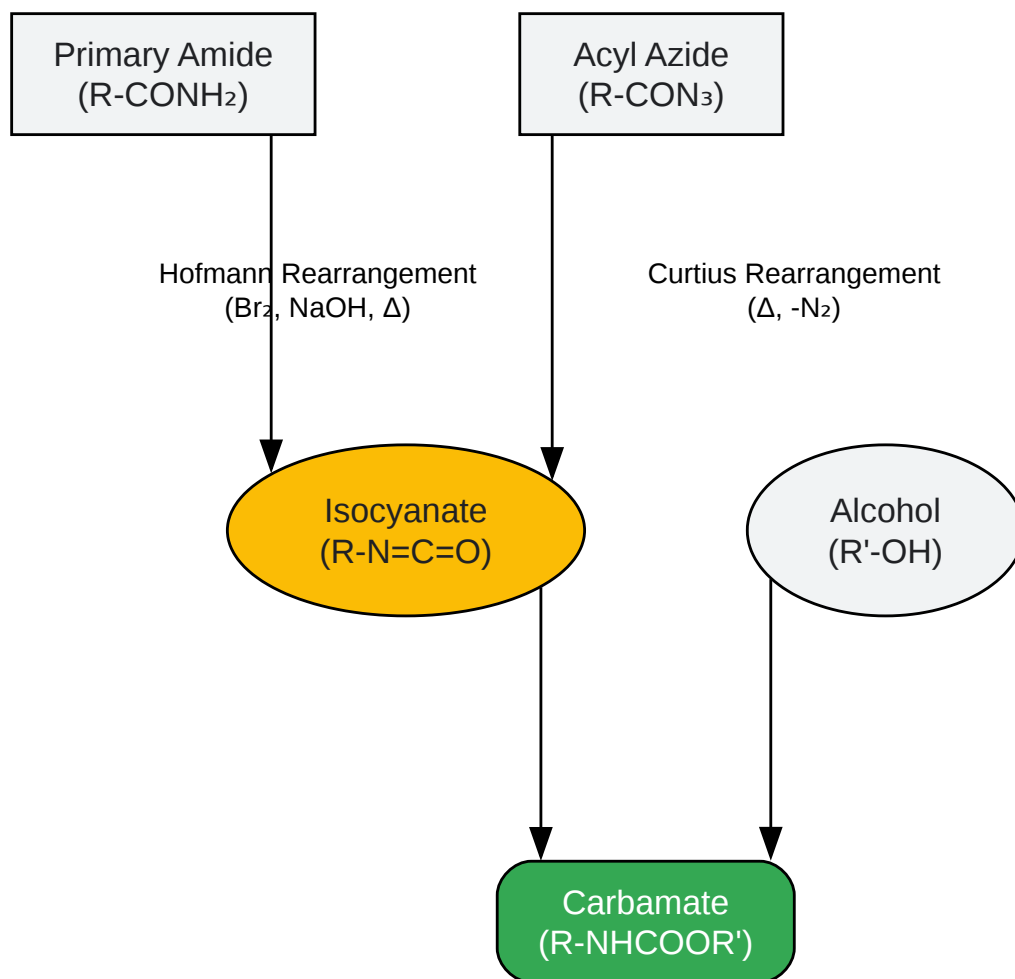 Primary Amide
(R-CONH₂)
Acyl Azide
(R-CON₃)
Hofmann Rearrangement
(Br₂, NaOH, Δ)
Curtius Rearrangement
(Δ, -N₂)
Isocyanate
(R-N=C=O)
Alcohol
(R'-OH)
Carbamate
(R-NHCOOR')